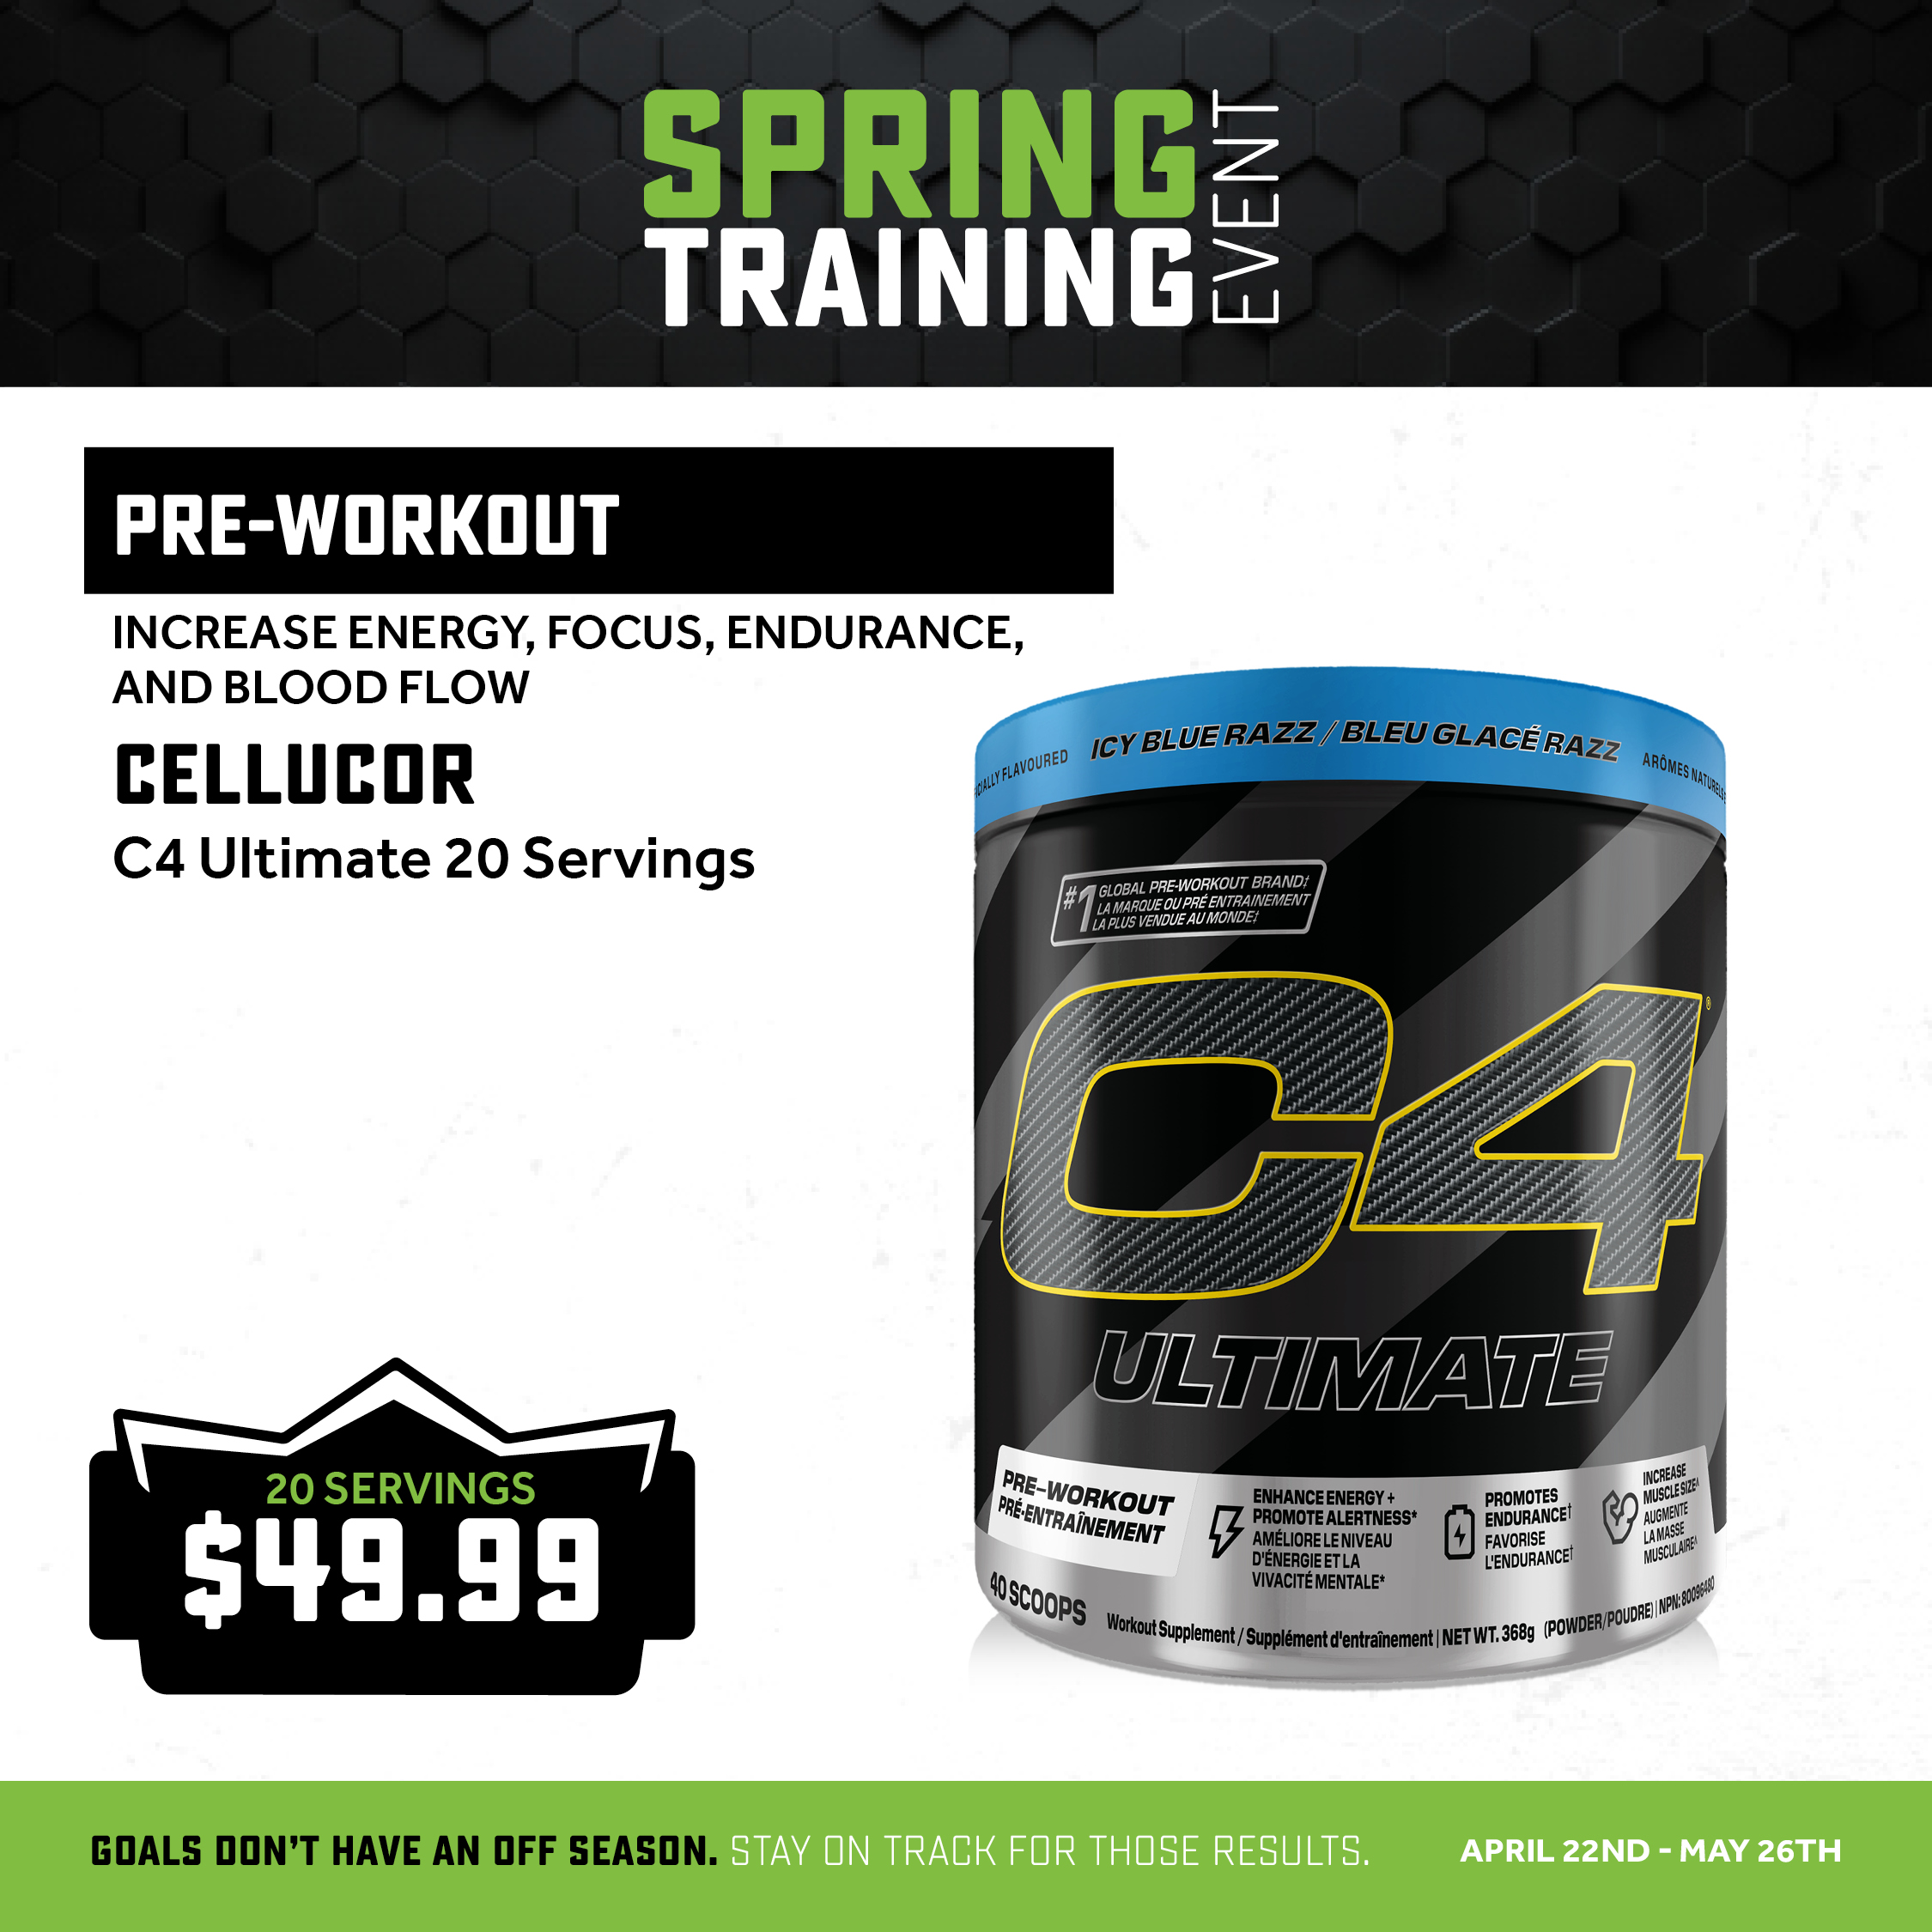 SPRING
TRAINING
EVENT
PRE-WORKOUT
INCREASE ENERGY, FOCUS, ENDURANCE,
AND BLOOD FLOW
CELLUCOR
C4 Ultimate 20 Servings
ICY BLUE RAZZ / BLEU GLACÉ RAZZ
FLAVOURED
ARÔMES NATURELS
#1 GLOBAL PRE-WORKOUT BRAND‡
LA MARQUE OU PRÉ ENTRAINEMENT
LA PLUS VENDUE AU MONDE‡
C4®
ULTIMATE
PRE-WORKOUT
PRÉ-ENTRAÎNEMENT
ENHANCE ENERGY +
PROMOTE ALERTNESS*
AMÉLIORE LE NIVEAU
D'ÉNERGIE ET LA
VIVACITÉ MENTALE*
PROMOTES
ENDURANCE†
FAVORISE
L'ENDURANCE†
INCREASE
MUSCLE SIZE^
AUGMENTE
LA MASSE
MUSCULAIRE^
40 SCOOPS
Workout Supplement / Supplément d'entraînement | NET WT. 368g (POWDER/POUDRE) | NPN: 80096480
20 SERVINGS
$49.99
GOALS DON'T HAVE AN OFF SEASON. STAY ON TRACK FOR THOSE RESULTS.
APRIL 22ND - MAY 26TH